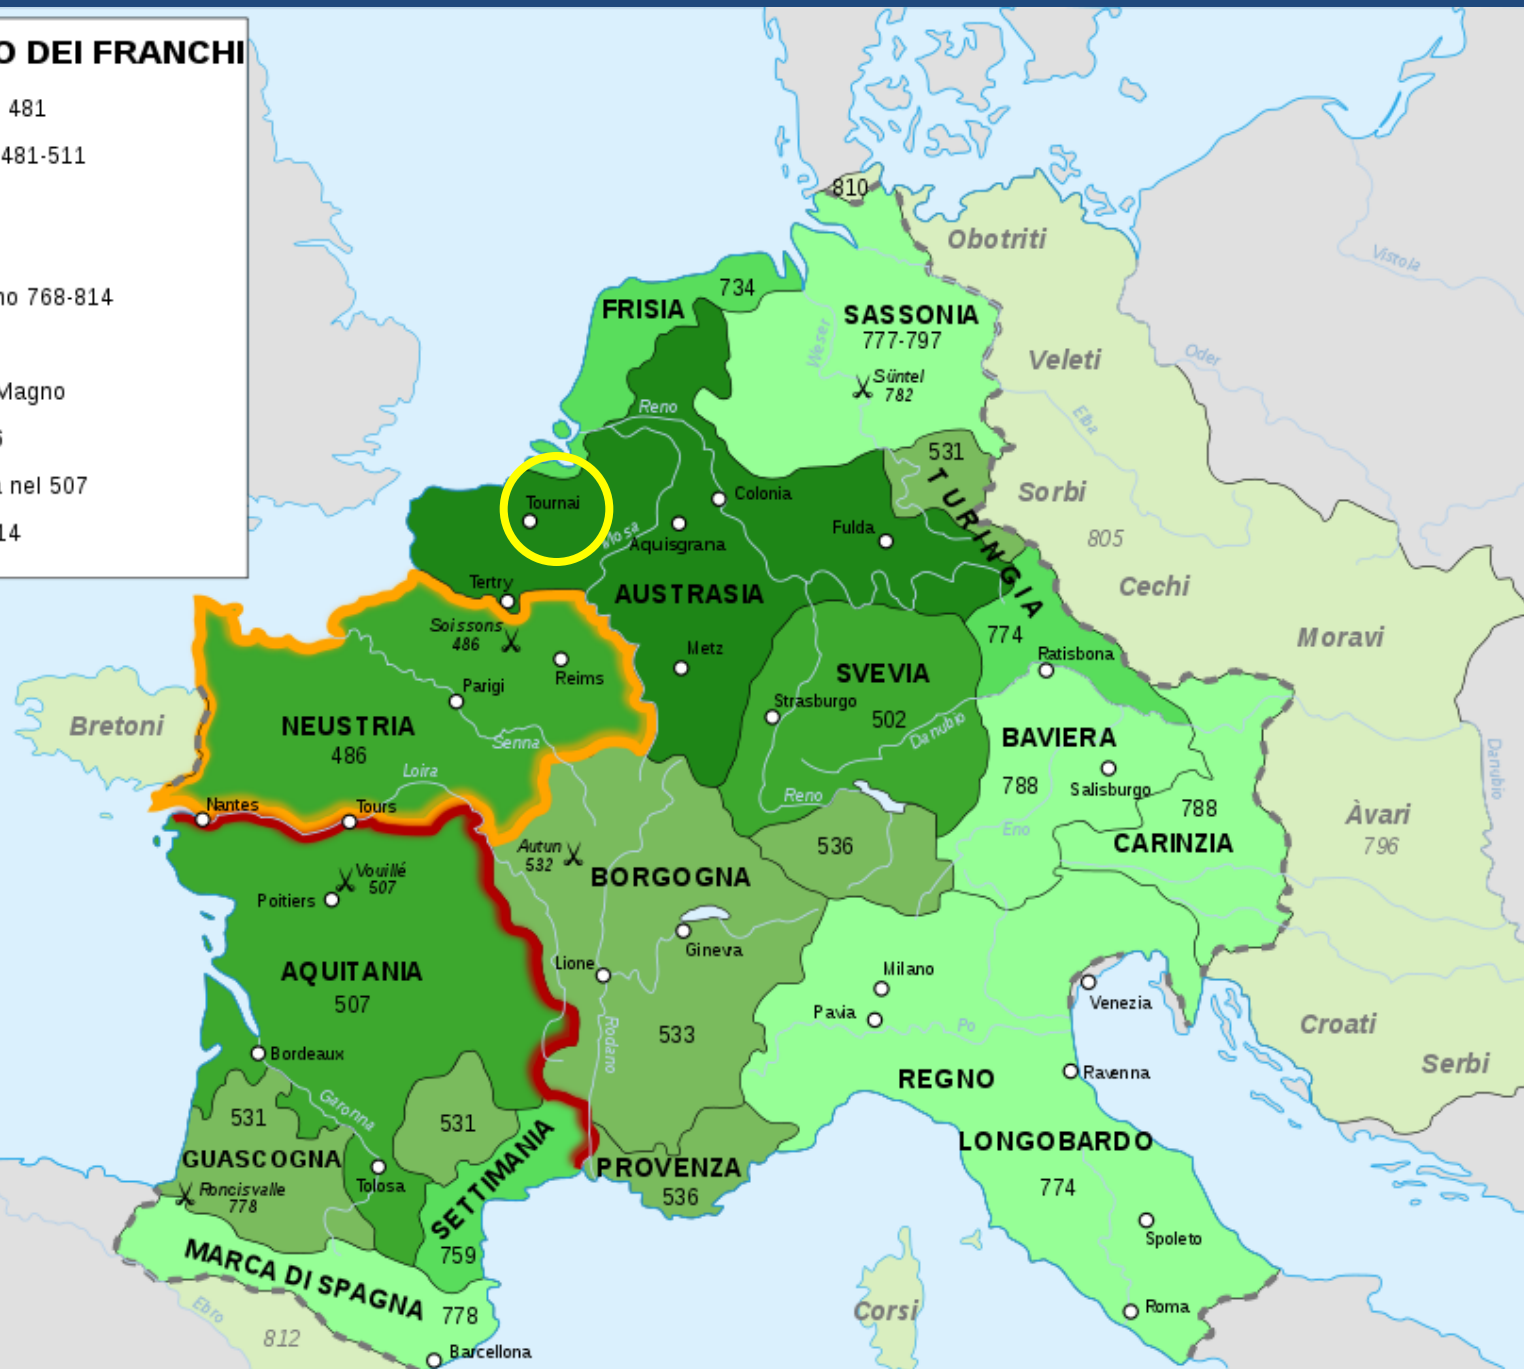 O DEI FRANCHI
481
481-511
no 768-814
Magno
6
a nel 507
14
810
Obotriti
Vistola
734
FRISIA
SASSONIA
777-797
Weser
Süntel
782
Veleti
Oder
Reno
Elba
531
TURINGIA
Sorbi
805
Tournai
Colonia
Fulda
Mosa
Aquisgrana
Cechi
Tertry
AUSTRASIA
Soissons
486
774
Moravi
Metz
Ratisbona
Reims
SVEVIA
Parigi
Strasburgo
502
Danubio
Bretoni
NEUSTRIA
486
Senna
BAVIERA
Danubio
Loira
788
Salisburgo
Reno
Nantes
Tours
788
Àvari
796
Eno
CARINZIA
Autun
532
536
Vouillé
507
BORGOGNA
Poitiers
Ginevra
Lione
AQUITANIA
507
Milano
Venezia
Pavia
Po
Croati
533
Rodano
Bordeaux
Serbi
REGNO
Ravenna
Garonna
531
531
LONGOBARDO
774
GUASCOGNA
SETTIMANIA
PROVENZA
536
Roncisvalle
778
Tolosa
Spoleto
759
MARCA DI SPAGNA
778
Ebro
812
Corsi
Roma
Barcellona